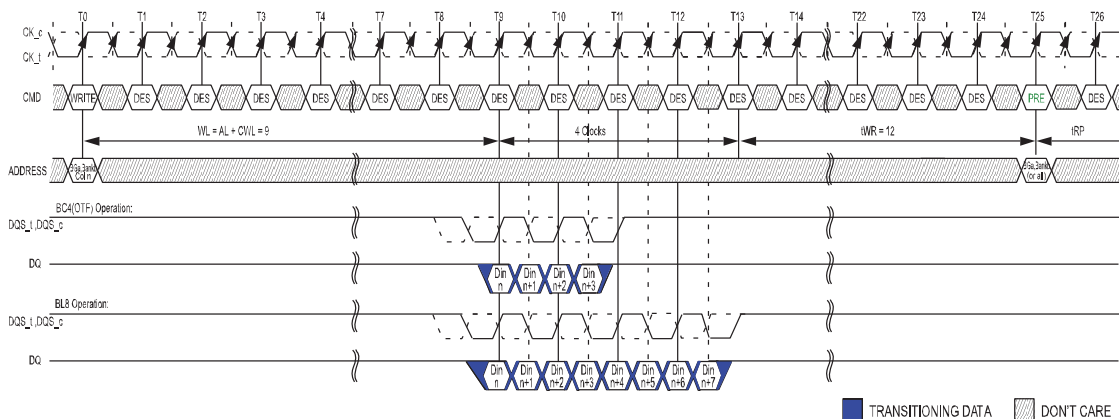 T0 T1 T2 T3 T4 T7 T8 T9 T10 T11 T12 T13 T14 T22 T23 T24 T25 T26
CK_c
CK_t
CMD WRITE DES DES DES DES DES DES DES DES DES DES DES DES DES DES DES PRE DES
WL = AL + CWL = 9 4 Clocks tWR = 12 tRP
ADDRESS
Col n (or all)
BC4(OTF) Operation:
DQS_t ,DQS_c
DQ Din n Din n+1 Din n+2 Din n+3
BL8 Operation:
DQS_t ,DQS_c
DQ Din n Din n+1 Din n+2 Din n+3 Din n+4 Din n+5 Din n+6 Din n+7
TRANSITIONING DATA DON'T CARE